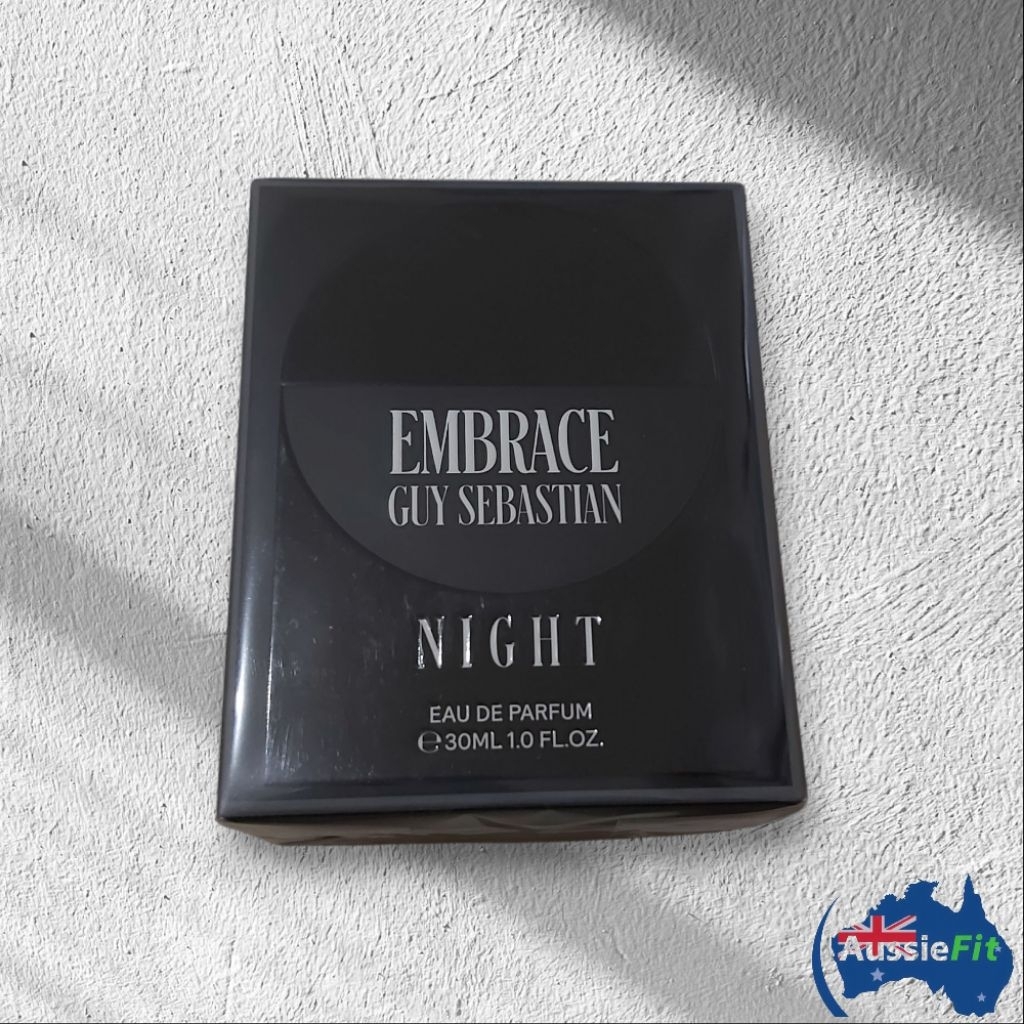 EMBRACE
GUY SEBASTIAN
NIGHT
EAU DE PARFUM
℮30ML 1.0 FL.OZ.
AussieFit